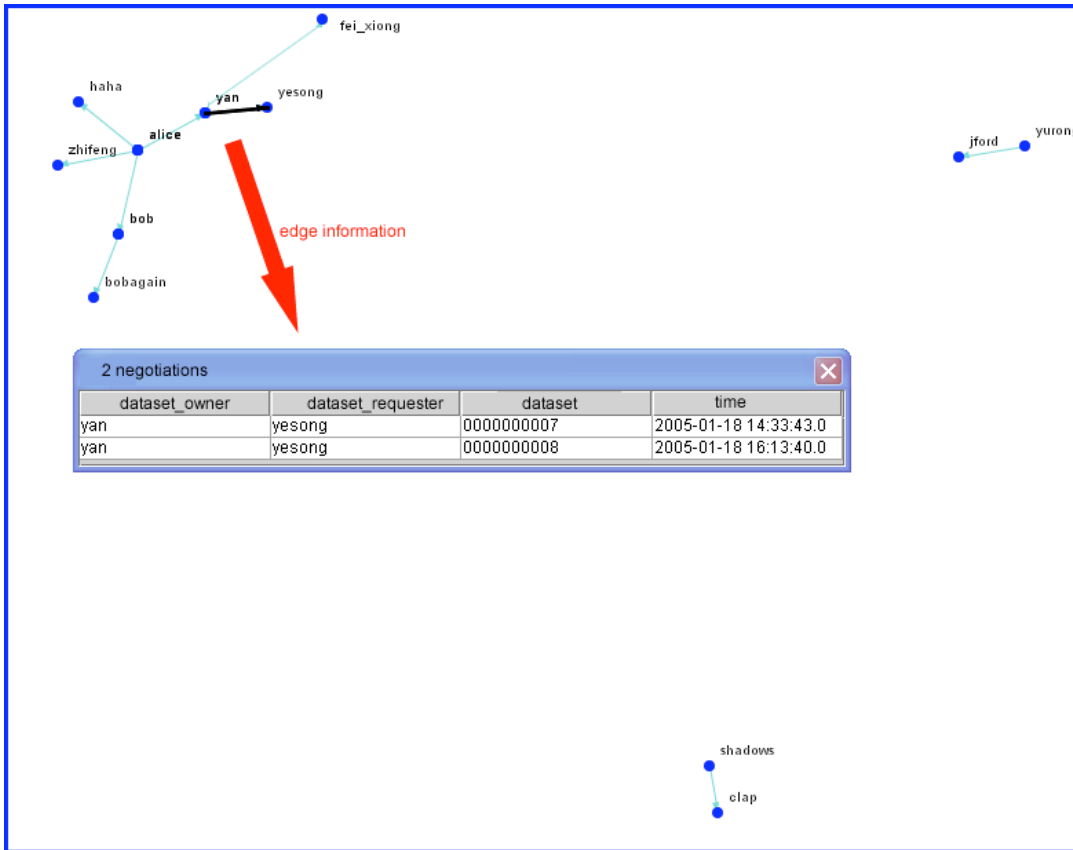 fei_xiong
haha
yan
yesong
alice
zhifeng
jford
yurong
bob
edge information
bobagain
2 negotiations
dataset_owner dataset_requester dataset time
yan yesong 0000000007 2005-01-18 14:33:43.0
yan yesong 0000000008 2005-01-18 16:13:40.0
shadows
clap